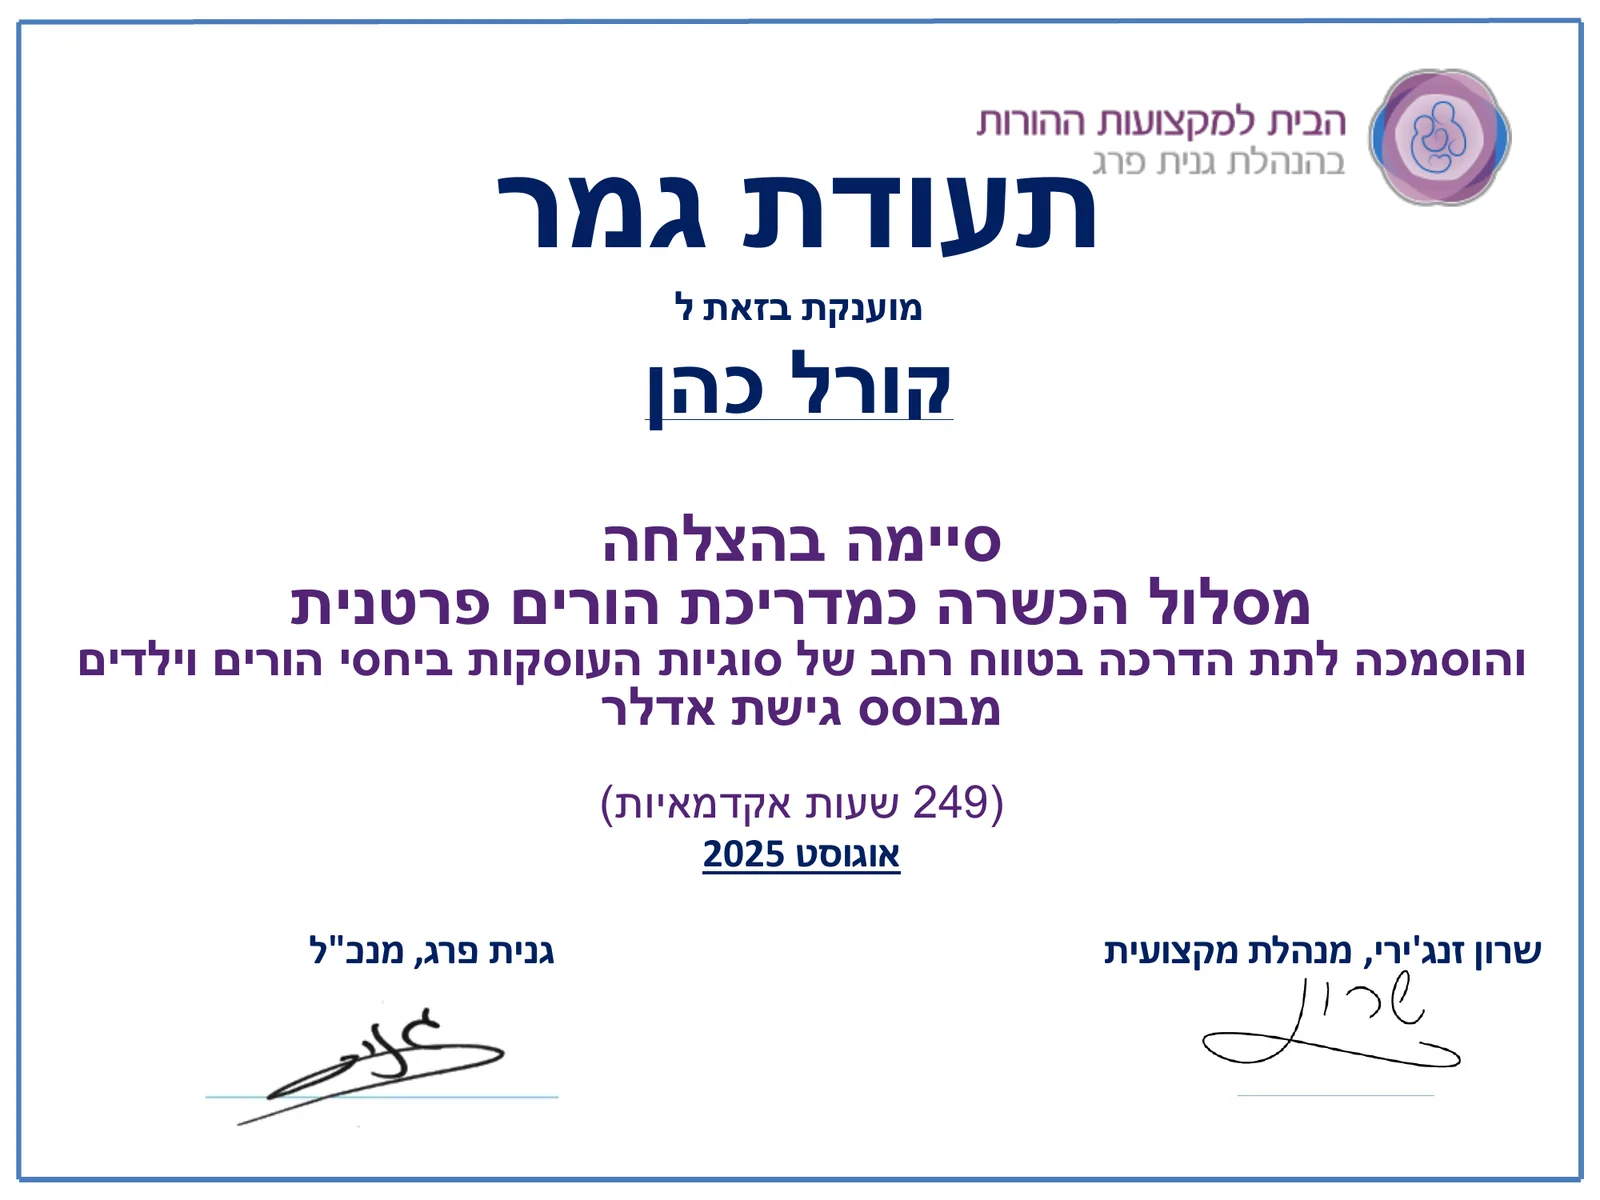 הבית למקצועות ההורות
בהנהלת גנית פרג
תעודת גמר
מוענקת בזאת ל
קורל כהן
סיימה בהצלחה
מסלול הכשרה כמדריכת הורים פרטנית
והוסמכה לתת הדרכה בטווח רחב של סוגיות העוסקות ביחסי הורים וילדים
מבוסס גישת אדלר
(249 שעות אקדמאיות)
אוגוסט 2025
שרון זנג'ירי, מנהלת מקצועית
גנית פרג, מנכ"ל
שרון
גנית